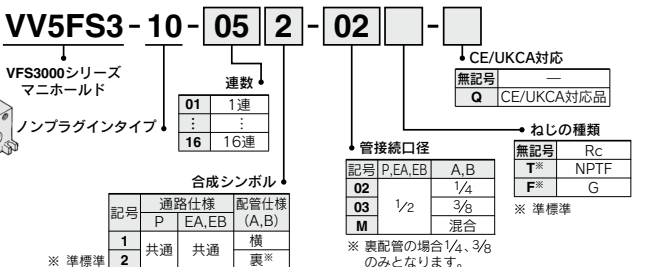 VV5FS3-10-052-02□-□
VFS3000シリーズ
マニホールド
ノンプラグインタイプ
連数
01 1連
⋮ ⋮
16 16連
合成シンボル
記号 通路仕様 配管仕様
P EA,EB (A,B)
1 共通 共通 横
2 裏※
※ 準標準
管接続口径
記号 P,EA,EB A,B
02 1/2 1/4
03 3/8
M 混合
※ 裏配管の場合1/4、3/8
のみとなります。
CE/UKCA対応
無記号 —
Q CE/UKCA対応品
ねじの種類
無記号 Rc
T※ NPTF
F※ G
※ 準標準